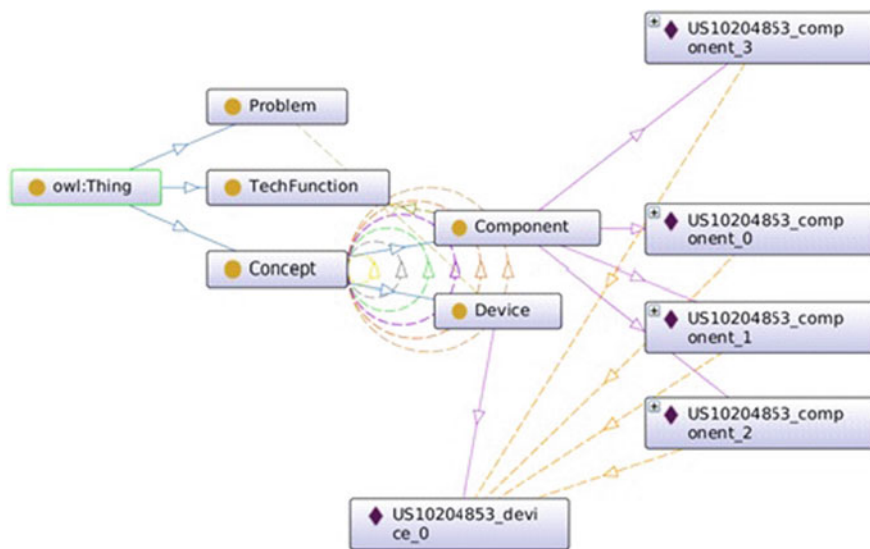 US10204853_comp
onent_3
Problem
owl:Thing
TechFunction
Component
US10204853_comp
onent_0
Concept
Device
US10204853_comp
onent_1
US10204853_comp
onent_2
US10204853_devi
ce_0